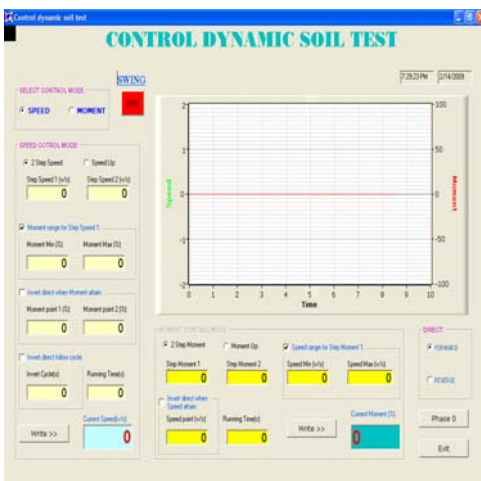 Control dynamic soil test
CONTROL DYNAMIC SOIL TEST
SWING
7:29:23 PM 2/14/2009
SELECT CONTROL MODE
SPEED MOMENT
SPEED COTROL MODE
2 Step Speed Speed Up
Step Speed 1 (v/s) Step Speed 2 (v/s)
0 0
Moment range for Step Speed 1:
Moment Min (%) Moment Max (%)
0 0
Invert direct when Moment attain:
Moment point 1 (%) Moment point 2 (%)
0 0
Invert direct follow cycle
Invert Cycle(s) Running Time(s)
0 0
Current Speed(v/s)
Write >> 0
2
1
0
-1
-2
Speed
100
50
0
-50
-100
Moment
0 1 2 3 4 5 6 7 8 9 10
Time
MOMENT CONTROL MODE
2 Step Moment Moment Up Speed range for Step Moment 1
Step Moment 1 Step Moment 2 Speed Min (v/s) Speed Max (v/s)
0 0 0 0
Invert direct when
Speed attain:
Speed point (v/s) Running Time(s)
0 0
Write >>
Current Moment (%)
0
DIRECT
FORWARD
REVERSE
Phase 0
Exit